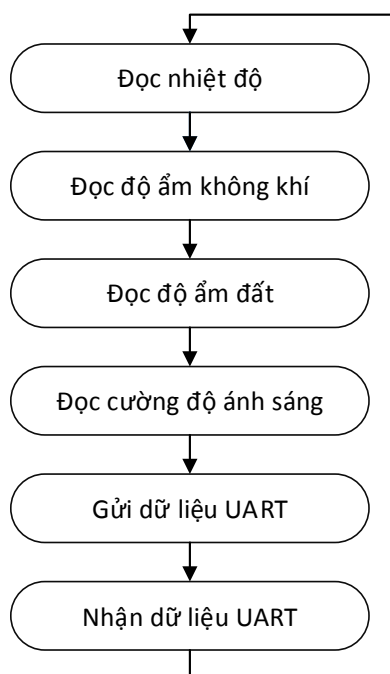 Đọc nhiệt độ
Đọc độ ẩm không khí
Đọc độ ẩm đất
Đọc cường độ ánh sáng
Gửi dữ liệu UART
Nhận dữ liệu UART